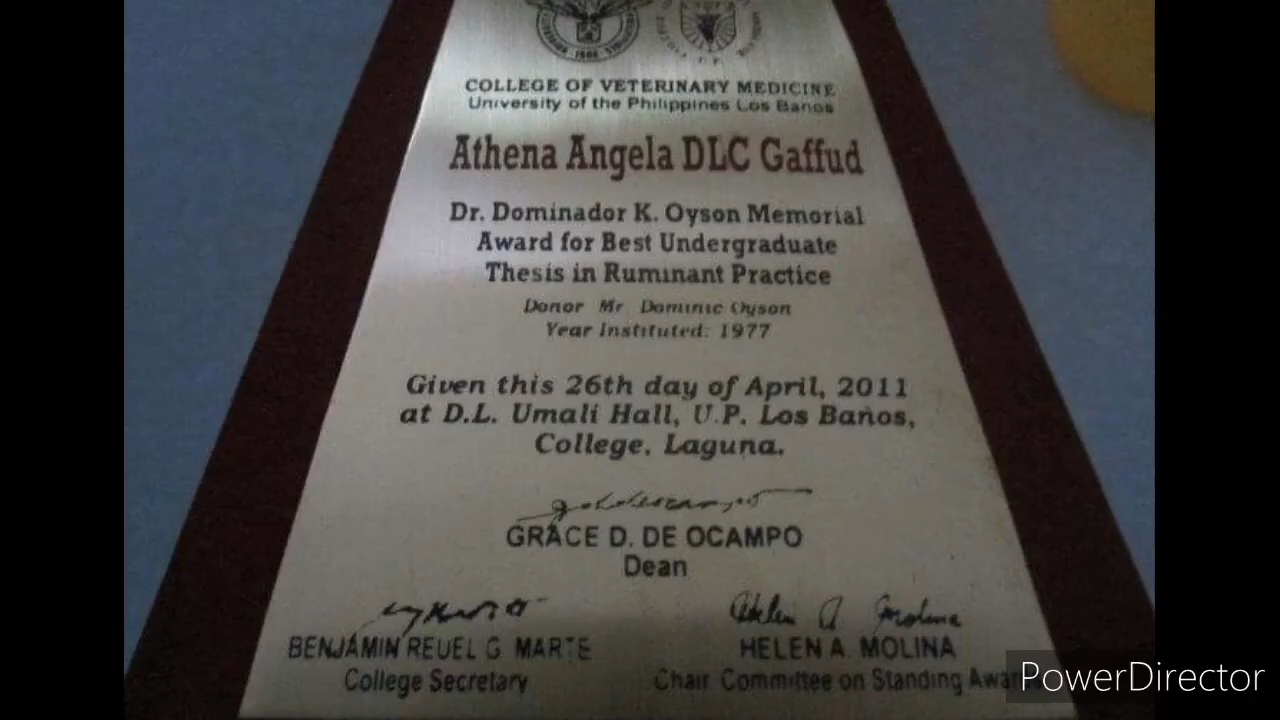 COLLEGE OF VETERINARY MEDICINE
University of the Philippines Los Banos
Athena Angela DLC Gaffud
Dr. Dominador K. Oyson Memorial
Award for Best Undergraduate
Thesis in Ruminant Practice
Donor Mr. Dominic Oyson
Year Instituted: 1977
Given this 26th day of April, 2011
at D.L. Umali Hall, U.P. Los Baños,
College, Laguna.
GRACE D. DE OCAMPO
Dean
Helen A Molina
BENJAMIN REUEL G. MARTE
HELEN A. MOLINA
College Secretary
Chair Committee on Standing
PowerDirector